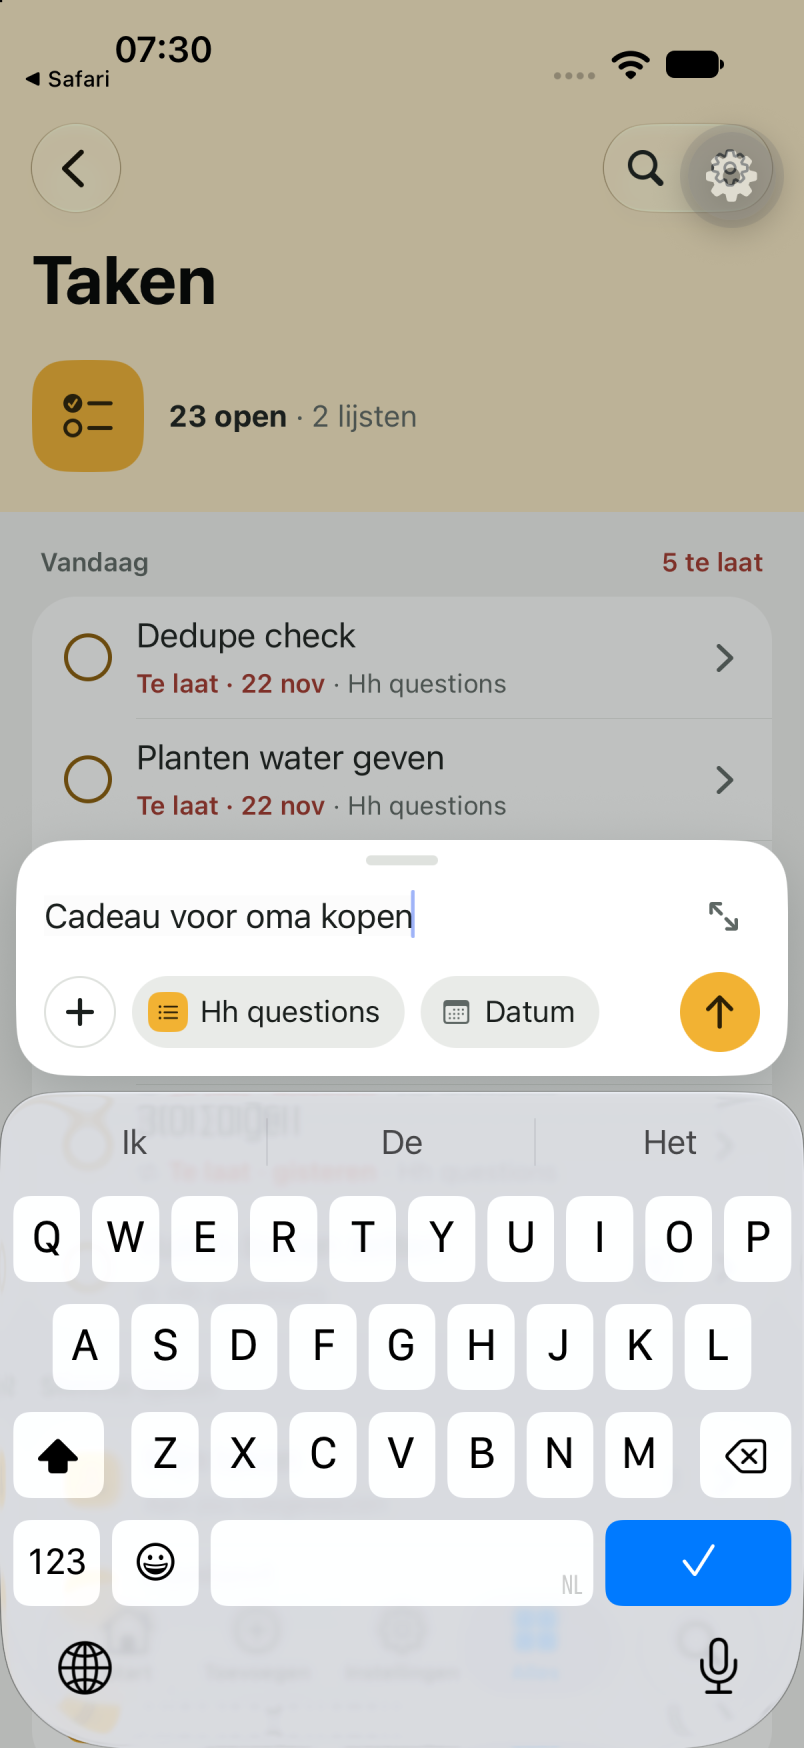 07:30
◀ Safari
Taken
23 open · 2 lijsten
Vandaag
5 te laat
Dedupe check
Te laat · 22 nov · Hh questions
Planten water geven
Te laat · 22 nov · Hh questions
Cadeau voor oma kopen
Hh questions
Datum
Ik
De
Het
Q W E R T Y U I O P
A S D F G H J K L
Z X C V B N M
123
NL